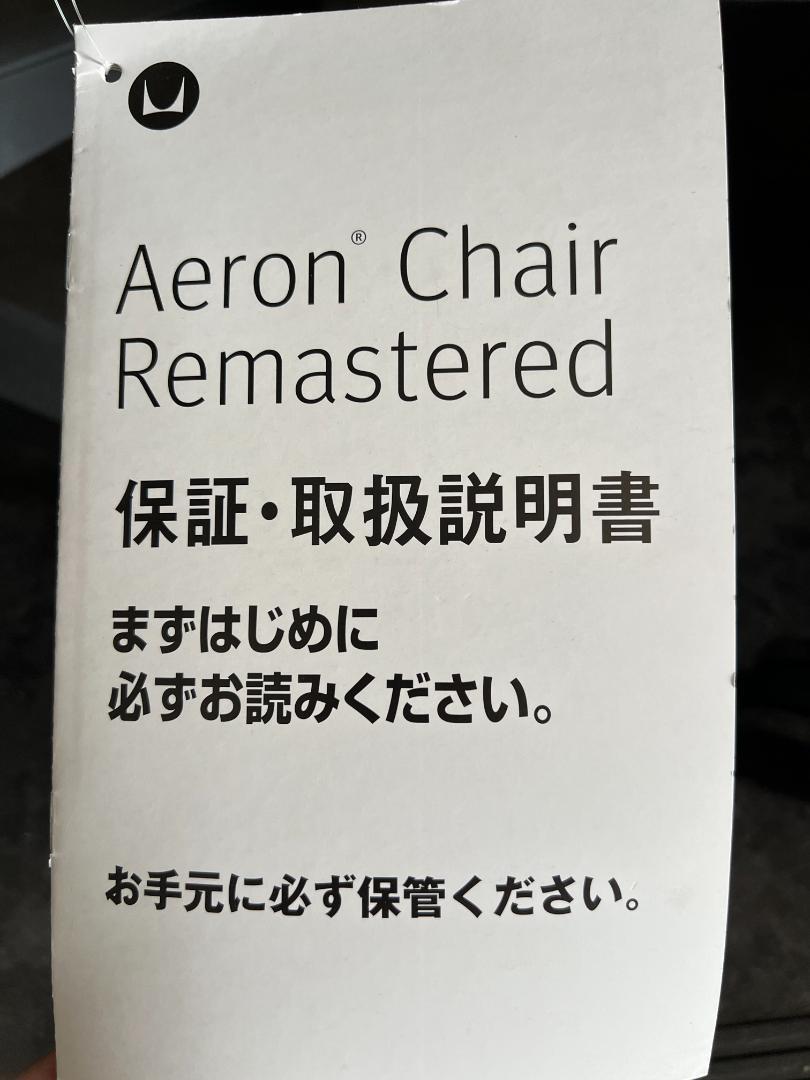 Aeron® Chair
Remastered
保証・取扱説明書
まずはじめに
必ずお読みください。
お手元に必ず保管ください。